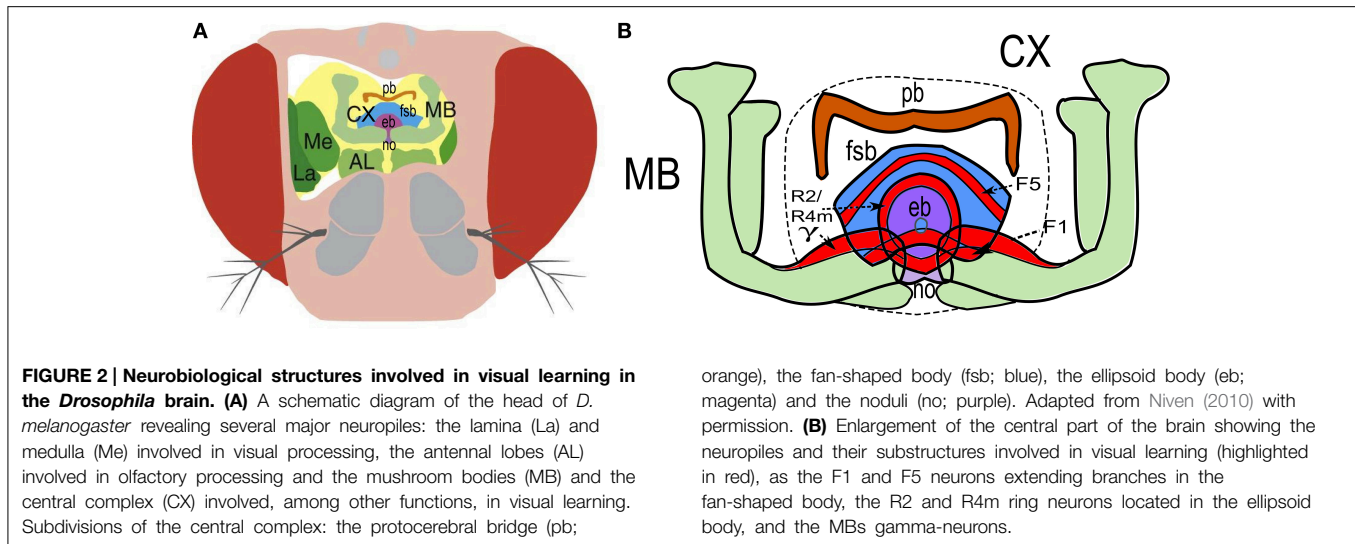 A
pb
CX
fsb
MB
eb
Me
no
AL
La
B
CX
pb
MB
fsb
F5
R2/
R4m
eb
γ
F1
no
FIGURE 2 | Neurobiological structures involved in visual learning in
the Drosophila brain. (A) A schematic diagram of the head of D.
melanogaster revealing several major neuropiles: the lamina (La) and
medulla (Me) involved in visual processing, the antennal lobes (AL)
involved in olfactory processing and the mushroom bodies (MB) and the
central complex (CX) involved, among other functions, in visual learning.
Subdivisions of the central complex: the protocerebral bridge (pb;
orange), the fan-shaped body (fsb; blue), the ellipsoid body (eb;
magenta) and the noduli (no; purple). Adapted from Niven (2010) with
permission. (B) Enlargement of the central part of the brain showing the
neuropiles and their substructures involved in visual learning (highlighted
in red), as the F1 and F5 neurons extending branches in the
fan-shaped body, the R2 and R4m ring neurons located in the ellipsoid
body, and the MBs gamma-neurons.